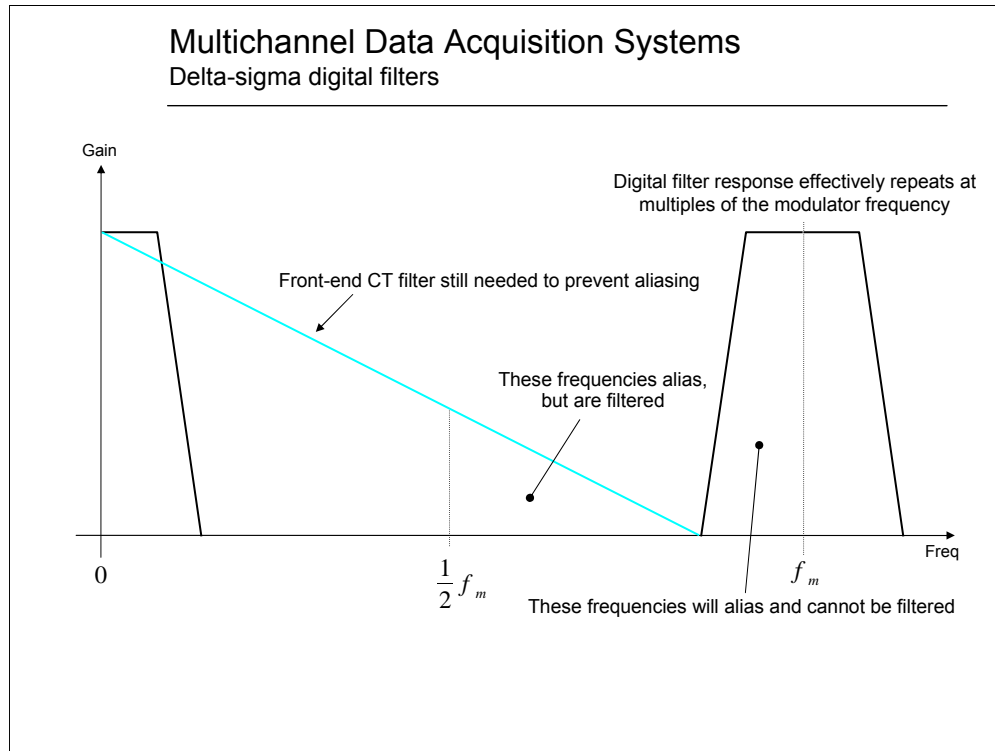 Multichannel Data Acquisition Systems
Delta-sigma digital filters
Gain
Digital filter response effectively repeats at
multiples of the modulator frequency
Front-end CT filter still needed to prevent aliasing
These frequencies alias,
but are filtered
Freq
0
1/2 f m
f m
These frequencies will alias and cannot be filtered